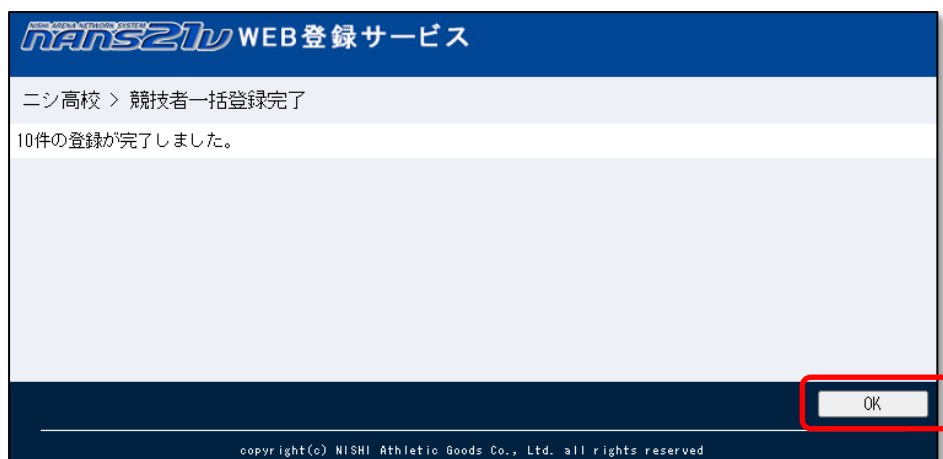 NISHI ARENA NETWORK SYSTEM
nans21v WEB登録サービス
ニシ高校 > 競技者一括登録完了
10件の登録が完了しました。
OK
copyright(c) NISHI Athletic Goods Co., Ltd. all rights reserved